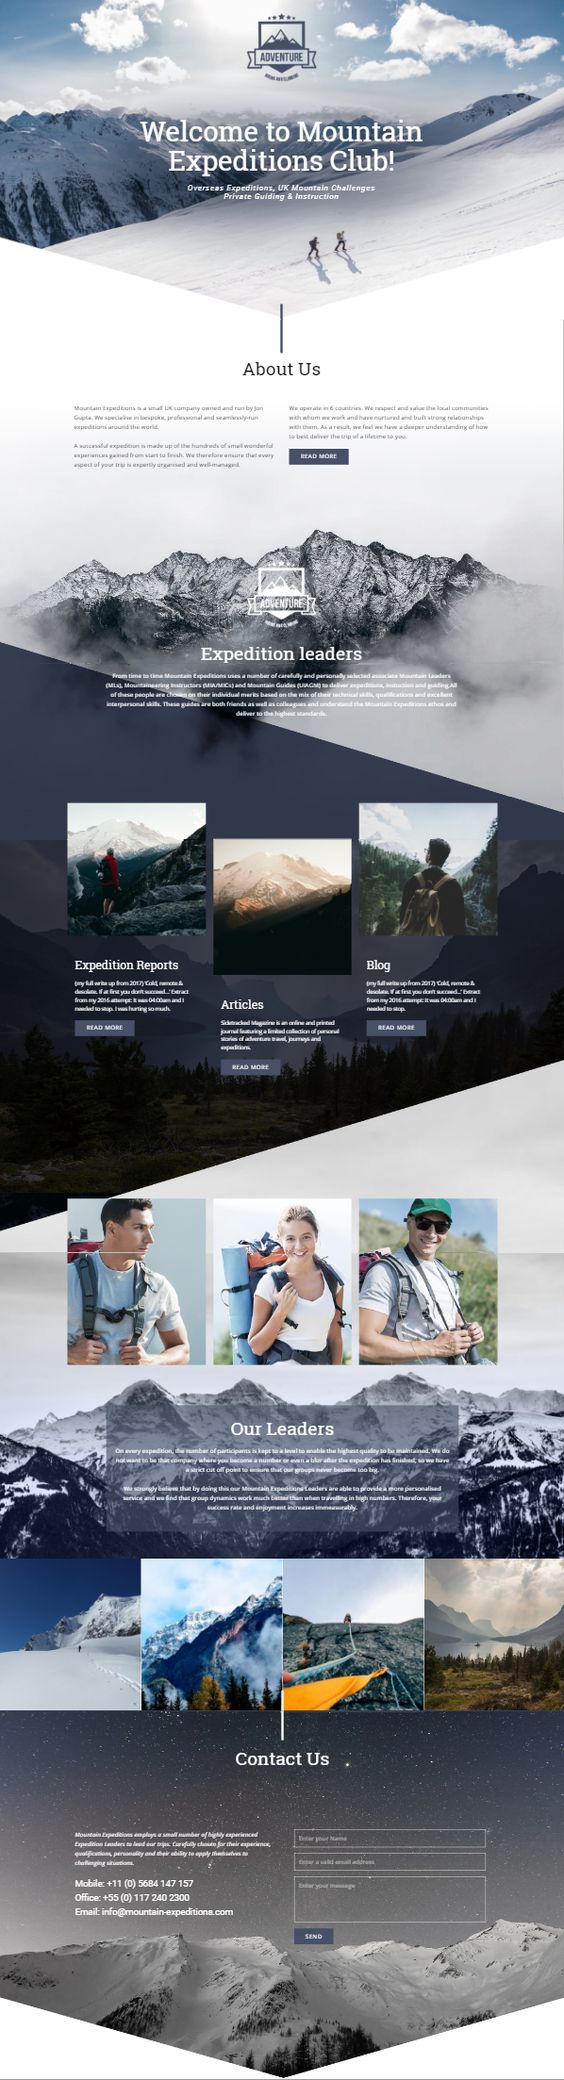 ADVENTURE
Welcome to Mountain
Expeditions Club!
Overseas Expeditions, UK Mountain Challenges
Private Guiding & Instruction
About Us
Mountain Expeditions is a small UK company owned and run by Jon
Gupta. We specialise in bespoke, professional and seamlessly-run
expeditions around the world.
A successful expedition is made up of the hundreds of small wonderful
experiences gained from start to finish. We therefore ensure that every
aspect of your trip is expertly organised and well-managed.
We operate in 6 countries. We respect and value the local communities
with whom we work and have nurtured and built strong relationships
with them. As a result, we feel we have a deeper understanding of how
to best deliver the trip of a lifetime to you.
READ MORE
ADVENTURE
Expedition leaders
From time to time Mountain Expeditions uses a number of carefully and personally selected associate Mountain Leaders
(MLs), Mountaineering Instructors (MIA/MICs) and Mountain Guides (UIAGM) to deliver expeditions, instruction and guiding.All
of these people are chosen on their individual merits based on the mix of their technical skills, qualifications and excellent
interpersonal skills. These guides are both friends as well as colleagues and understand the Mountain Expeditions ethos and
deliver to the highest standards.
Expedition Reports
(my full write up from 2017) 'Cold, remote &
desolate. If at first you don't succeed...' Extract
from my 2016 attempt: It was 04:00am and I
needed to stop. I was hurting so much.
READ MORE
Articles
Sidetracked Magazine is an online and printed
journal featuring a limited collection of personal
stories of adventure travel, journeys and
expeditions.
READ MORE
Blog
(my full write up from 2017) 'Cold, remote &
desolate. If at first you don't succeed...' Extract
from my 2016 attempt: It was 04:00am and I
needed to stop.
READ MORE
Our Leaders
On every expedition, the number of participants is kept to a level to enable the highest quality to be maintained. We do
not want to be that company where you become a number or even a blur after the expedition has finished, so we have
a strict cut off point to ensure that our groups never become too big.
We strongly believe that by doing this our Mountain Expeditions Leaders are able to provide a more personalised
service and we find that group dynamics work much better than when travelling in high numbers. Therefore, your
success rate and enjoyment increases immeasurably.
Contact Us
Mountain Expeditions employs a small number of highly experienced
Expedition Leaders to lead our trips. Carefully chosen for their experience,
qualifications, personality and their ability to apply themselves to
challenging situations.
Mobile: +11 (0) 5684 147 157
Office: +55 (0) 117 240 2300
Email: info@mountain-expeditions.com
Enter your Name
Enter a valid email address
Enter your message
SEND